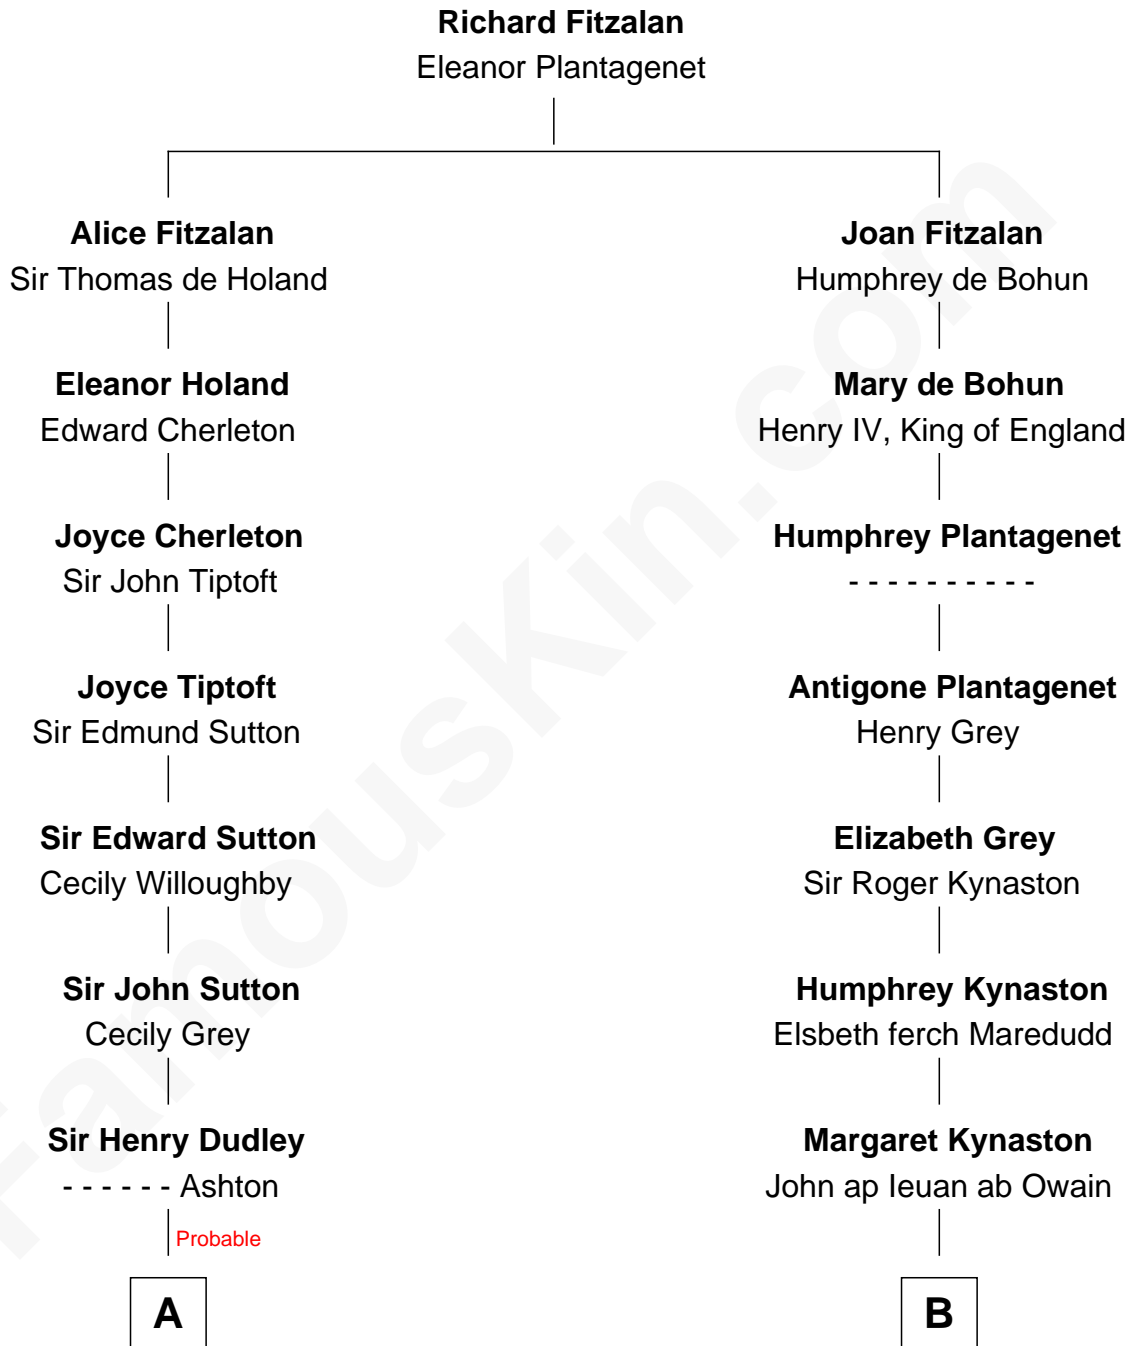 Richard Fitzalan
Eleanor Plantagenet
Alice Fitzalan
Sir Thomas de Holand
Joan Fitzalan
Humphrey de Bohun
Eleanor Holand
Edward Cherleton
Mary de Bohun
Henry IV, King of England
Joyce Cherleton
Sir John Tiptoft
Humphrey Plantagenet
- - - - - - - - - -
Joyce Tiptoft
Sir Edmund Sutton
Antigone Plantagenet
Henry Grey
Sir Edward Sutton
Cecily Willoughby
Elizabeth Grey
Sir Roger Kynaston
Sir John Sutton
Cecily Grey
Humphrey Kynaston
Elsbeth ferch Maredudd
Sir Henry Dudley
- - - - - - Ashton
Margaret Kynaston
John ap Ieuan ab Owain
Probable
A
B
FamousKin.com